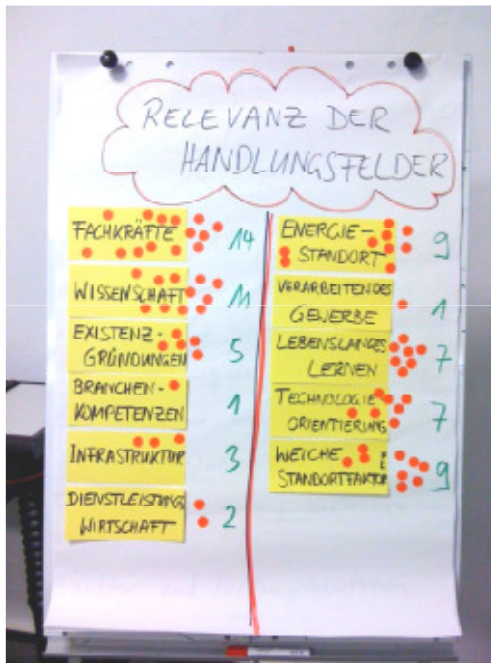 RELEVANZ DER
HANDLUNGSFELDER
FACHKRÄFTE 14
WISSENSCHAFT 11
EXISTENZ-
GRÜNDUNGEN 5
BRANCHEN-
KOMPETENZEN 1
INFRASTRUKTUR 3
DIENSTLEISTUNGS
WIRTSCHAFT 2
ENERGIE-
STANDORT 9
VERARBEITENDES
GEWERBE 1
LEBENSLANGES
LERNEN 7
TECHNOLOGIE
ORIENTIERUNG 7
WEICHE
STANDORTFAKTOREN 9